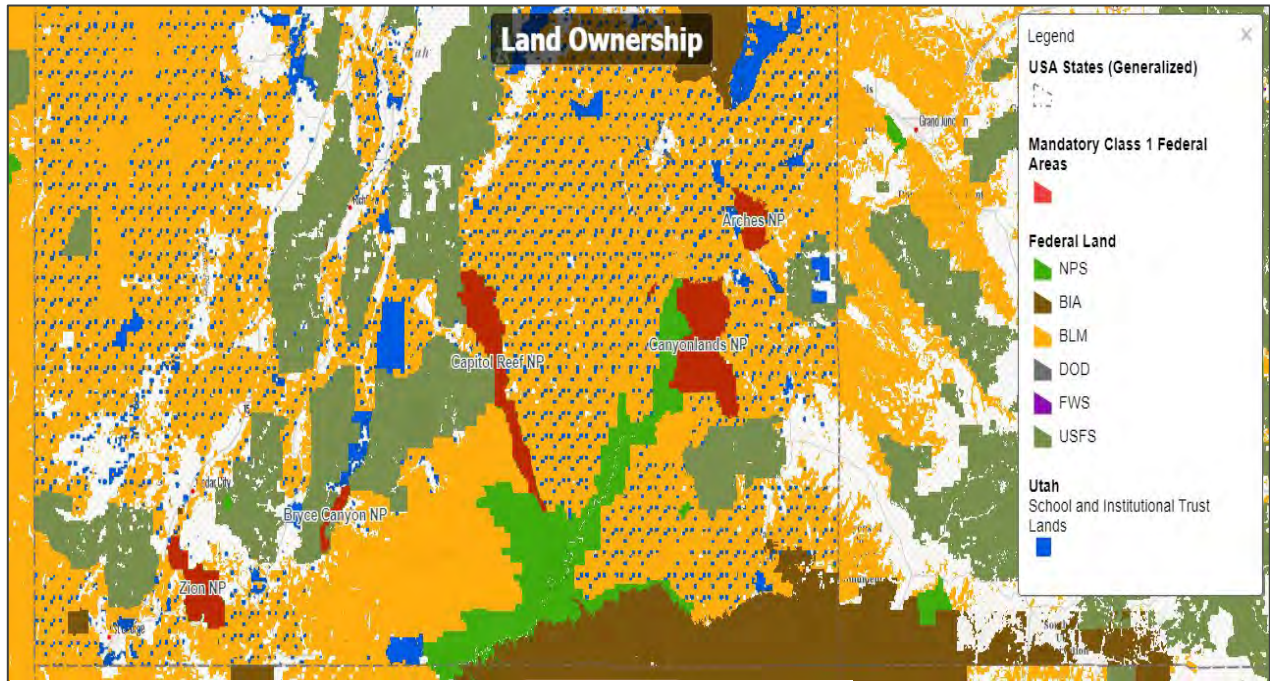 Land Ownership
Legend
X
USA States (Generalized)
Mandatory Class 1 Federal
Areas
Federal Land
NPS
BIA
BLM
DOD
FWS
USFS
Utah
School and Institutional Trust
Lands
Grand Junction
Arches NP
Canyonlands NP
Capitol Reef NP
Bryce Canyon NP
Zion NP